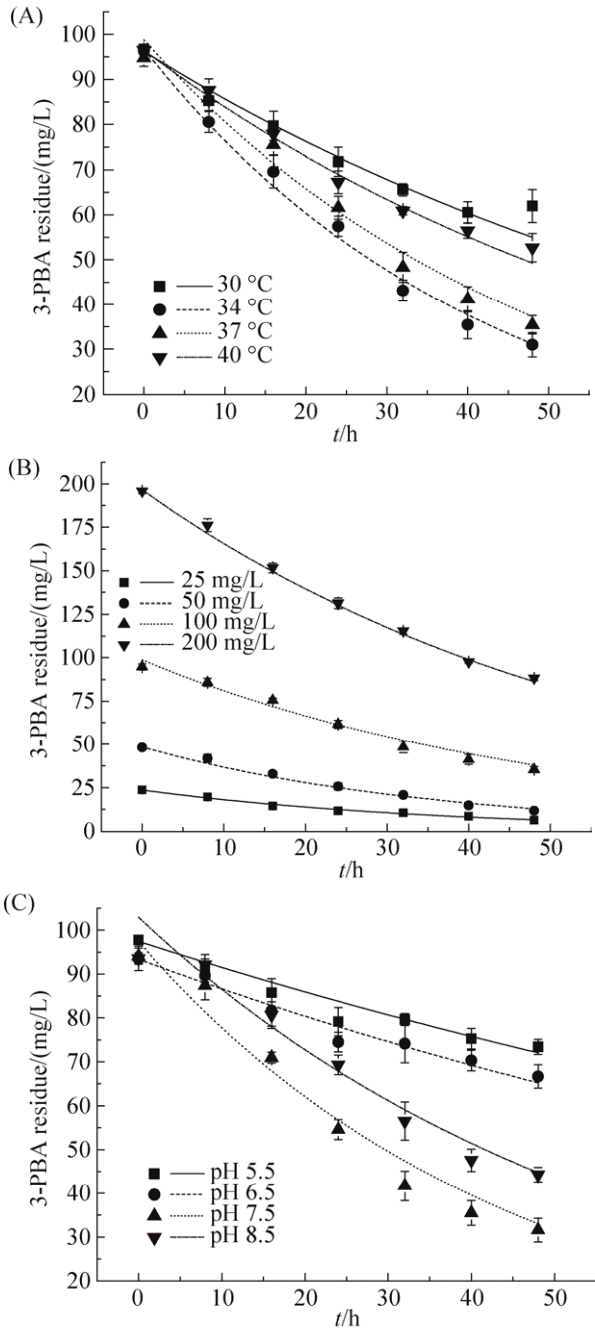 (A)
100
90
80
70
60
50
40
30
20
3-PBA residue/(mg/L)
30 °C
34 °C
37 °C
40 °C
0
10
20
30
40
50
t/h
(B)
200
175
150
125
100
75
50
25
0
3-PBA residue/(mg/L)
25 mg/L
50 mg/L
100 mg/L
200 mg/L
0
10
20
30
40
50
t/h
(C)
100
90
80
70
60
50
40
30
20
3-PBA residue/(mg/L)
pH 5.5
pH 6.5
pH 7.5
pH 8.5
0
10
20
30
40
50
t/h